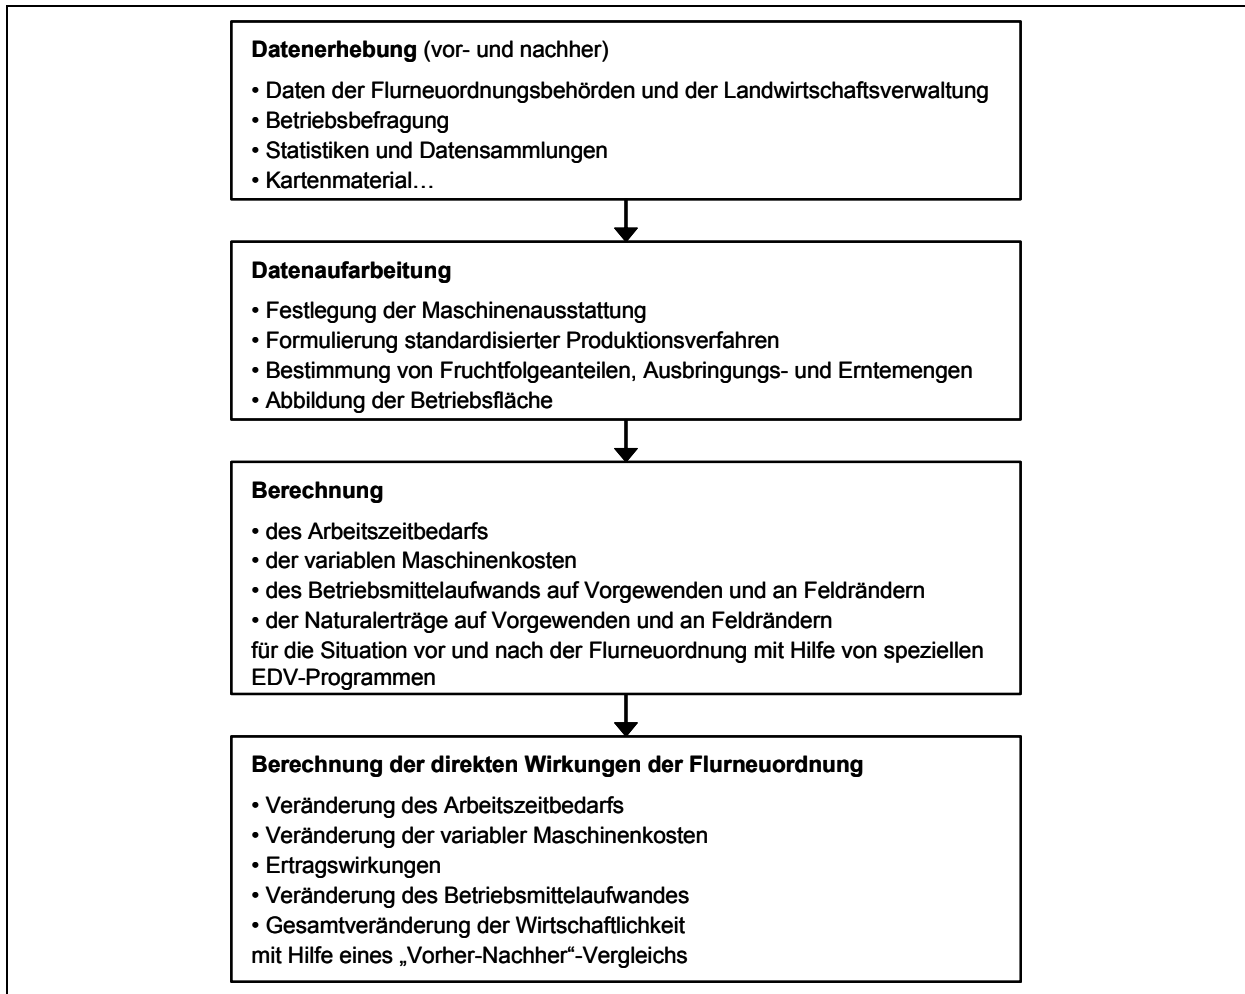 Datenerhebung (vor- und nachher)
• Daten der Flurneuordnungsbehörden und der Landwirtschaftsverwaltung
• Betriebsbefragung
• Statistiken und Datensammlungen
• Kartenmaterial…
Datenaufarbeitung
• Festlegung der Maschinenausstattung
• Formulierung standardisierter Produktionsverfahren
• Bestimmung von Fruchtfolgeanteilen, Ausbringungs- und Erntemengen
• Abbildung der Betriebsfläche
Berechnung
• des Arbeitszeitbedarfs
• der variablen Maschinenkosten
• des Betriebsmittelaufwands auf Vorgewenden und an Feldrändern
• der Naturalerträge auf Vorgewenden und an Feldrändern
für die Situation vor und nach der Flurneuordnung mit Hilfe von speziellen
EDV-Programmen
Berechnung der direkten Wirkungen der Flurneuordnung
• Veränderung des Arbeitszeitbedarfs
• Veränderung der variabler Maschinenkosten
• Ertragswirkungen
• Veränderung des Betriebsmittelaufwandes
• Gesamtveränderung der Wirtschaftlichkeit
mit Hilfe eines „Vorher-Nachher“-Vergleichs